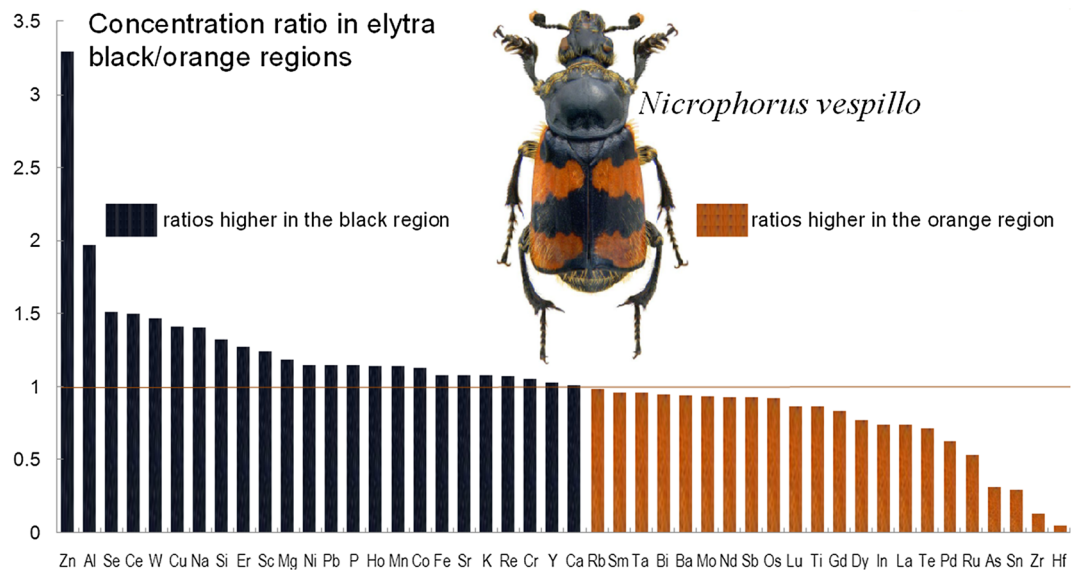 Concentration ratio in elytra
black/orange regions
3.5
3
2.5
2
1.5
1
0.5
0
Nicrophorus vespillo
ratios higher in the black region
ratios higher in the orange region
Zn Al Se Ce W Cu Na Si Er Sc Mg Ni Pb P Ho Mn Co Fe Sr K Re Cr Y Ca Rb Sm Ta Bi Ba Mo Nd Sb Os Lu Ti Gd Dy In La Te Pd Ru As Sn Zr Hf